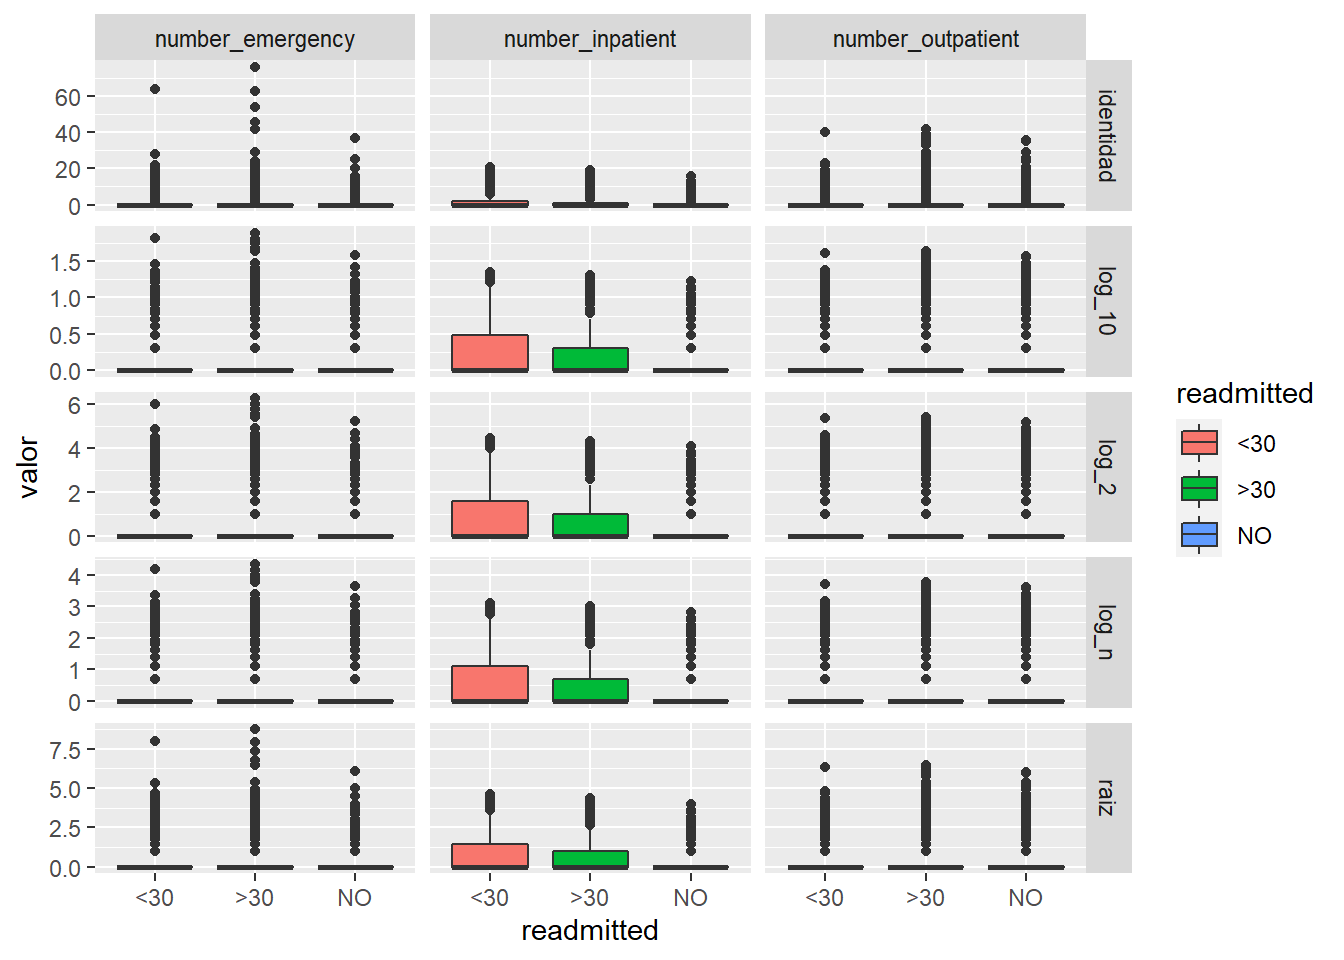 number_emergency number_inpatient number_outpatient
60
40
20
0
identidad
1.5
1.0
0.5
0.0
log_10
6
4
2
0
log_2
4
3
2
1
0
log_n
7.5
5.0
2.5
0.0
raiz
valor
<30 >30 NO <30 >30 NO <30 >30 NO
readmitted
readmitted
<30
>30
NO